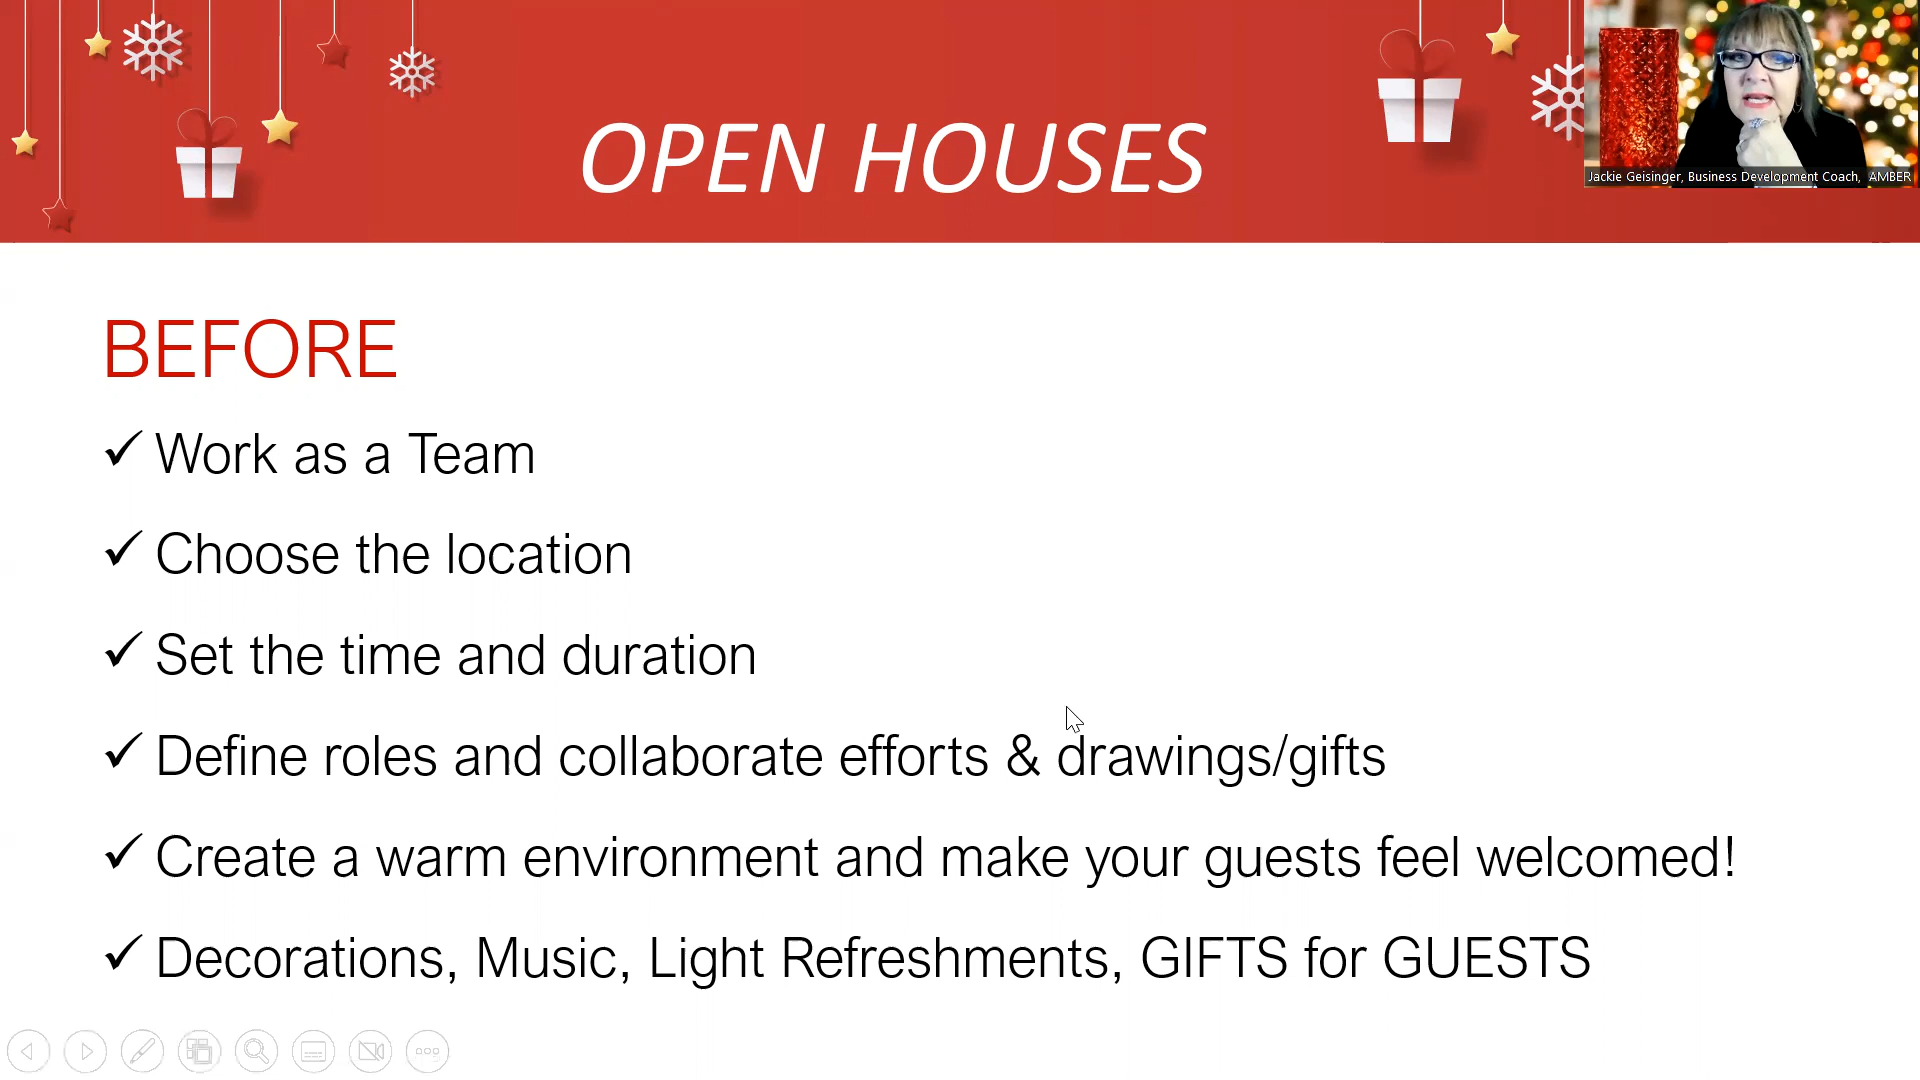 OPEN HOUSES
Jackie Geisinger, Business Development Coach, AMBER
BEFORE
✓ Work as a Team
✓ Choose the location
✓ Set the time and duration
✓ Define roles and collaborate efforts & drawings/gifts
✓ Create a warm environment and make your guests feel welcomed!
✓ Decorations, Music, Light Refreshments, GIFTS for GUESTS